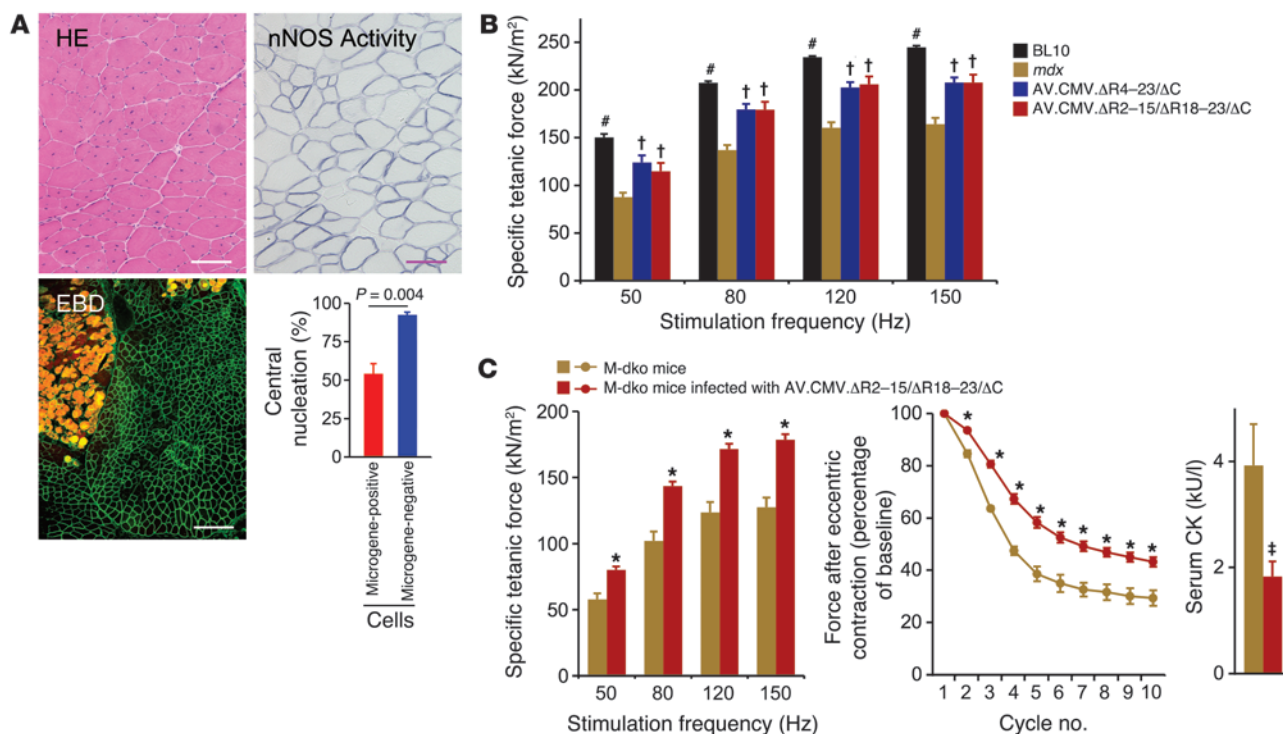 A
HE
nNOS Activity
EBD
P = 0.004
Central
nucleation (%)
100
75
50
25
0
Microgene-positive
Microgene-negative
Cells
B
Specific tetanic force (kN/m²)
250
200
150
100
50
0
# † †
# † †
# † †
# † †
50 80 120 150
Stimulation frequency (Hz)
BL10
mdx
AV.CMV.ΔR4–23/ΔC
AV.CMV.ΔR2–15/ΔR18–23/ΔC
C
M-dko mice
M-dko mice infected with AV.CMV.ΔR2–15/ΔR18–23/ΔC
Specific tetanic force (kN/m²)
200
150
100
50
0
* * * *
50 80 120 150
Stimulation frequency (Hz)
Force after eccentric
contraction (percentage
of baseline)
100
80
60
40
20
0
* * * * * * * * *
1 2 3 4 5 6 7 8 9 10
Cycle no.
Serum CK (kU/l)
4
2
0
‡